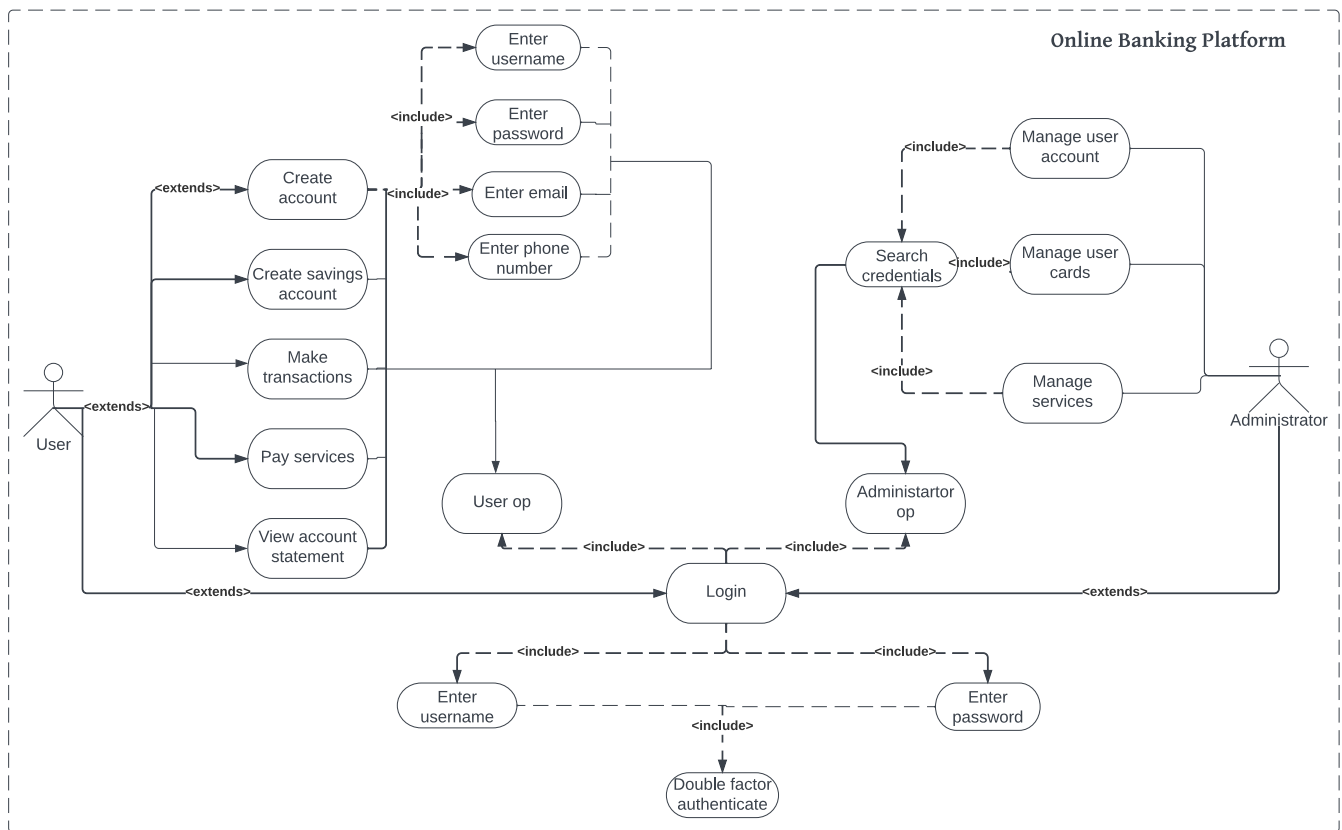 Online Banking Platform
Enter
username
<include>
Enter
password
<include>
Enter email
Enter phone
number
<extends>
Create
account
Create savings
account
Make
transactions
<extends>
User
Pay services
View account
statement
User op
Manage user
account
<include>
Search
credentials
<include>
Manage user
cards
<include>
Manage
services
Administrator
Administartor
op
<include>
<include>
Login
<extends>
<extends>
<include>
<include>
Enter
username
Enter
password
<include>
Double factor
authenticate